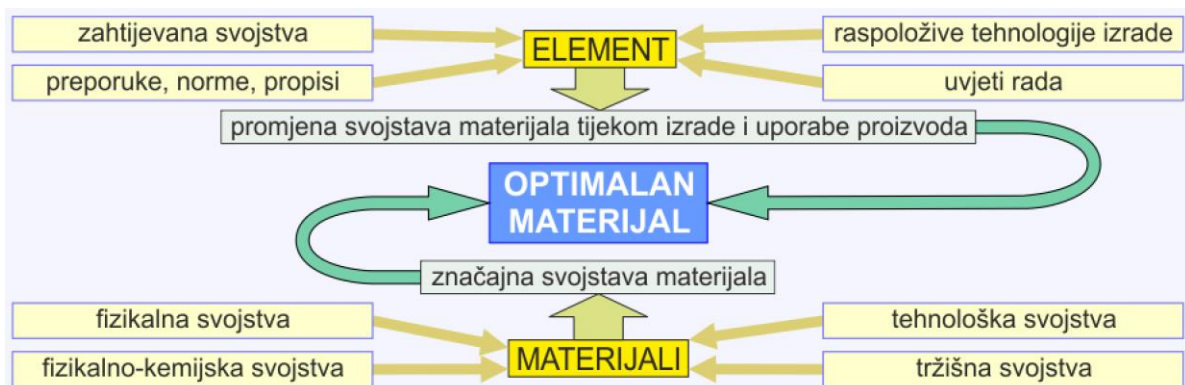 zahtijevana svojstva
ELEMENT
raspoložive tehnologije izrade
preporuke, norme, propisi
uvjeti rada
promjena svojstava materijala tijekom izrade i uporabe proizvoda
OPTIMALAN
MATERIJAL
značajna svojstava materijala
fizikalna svojstva
tehnološka svojstva
MATERIJALI
fizikalno-kemijska svojstva
tržišna svojstva